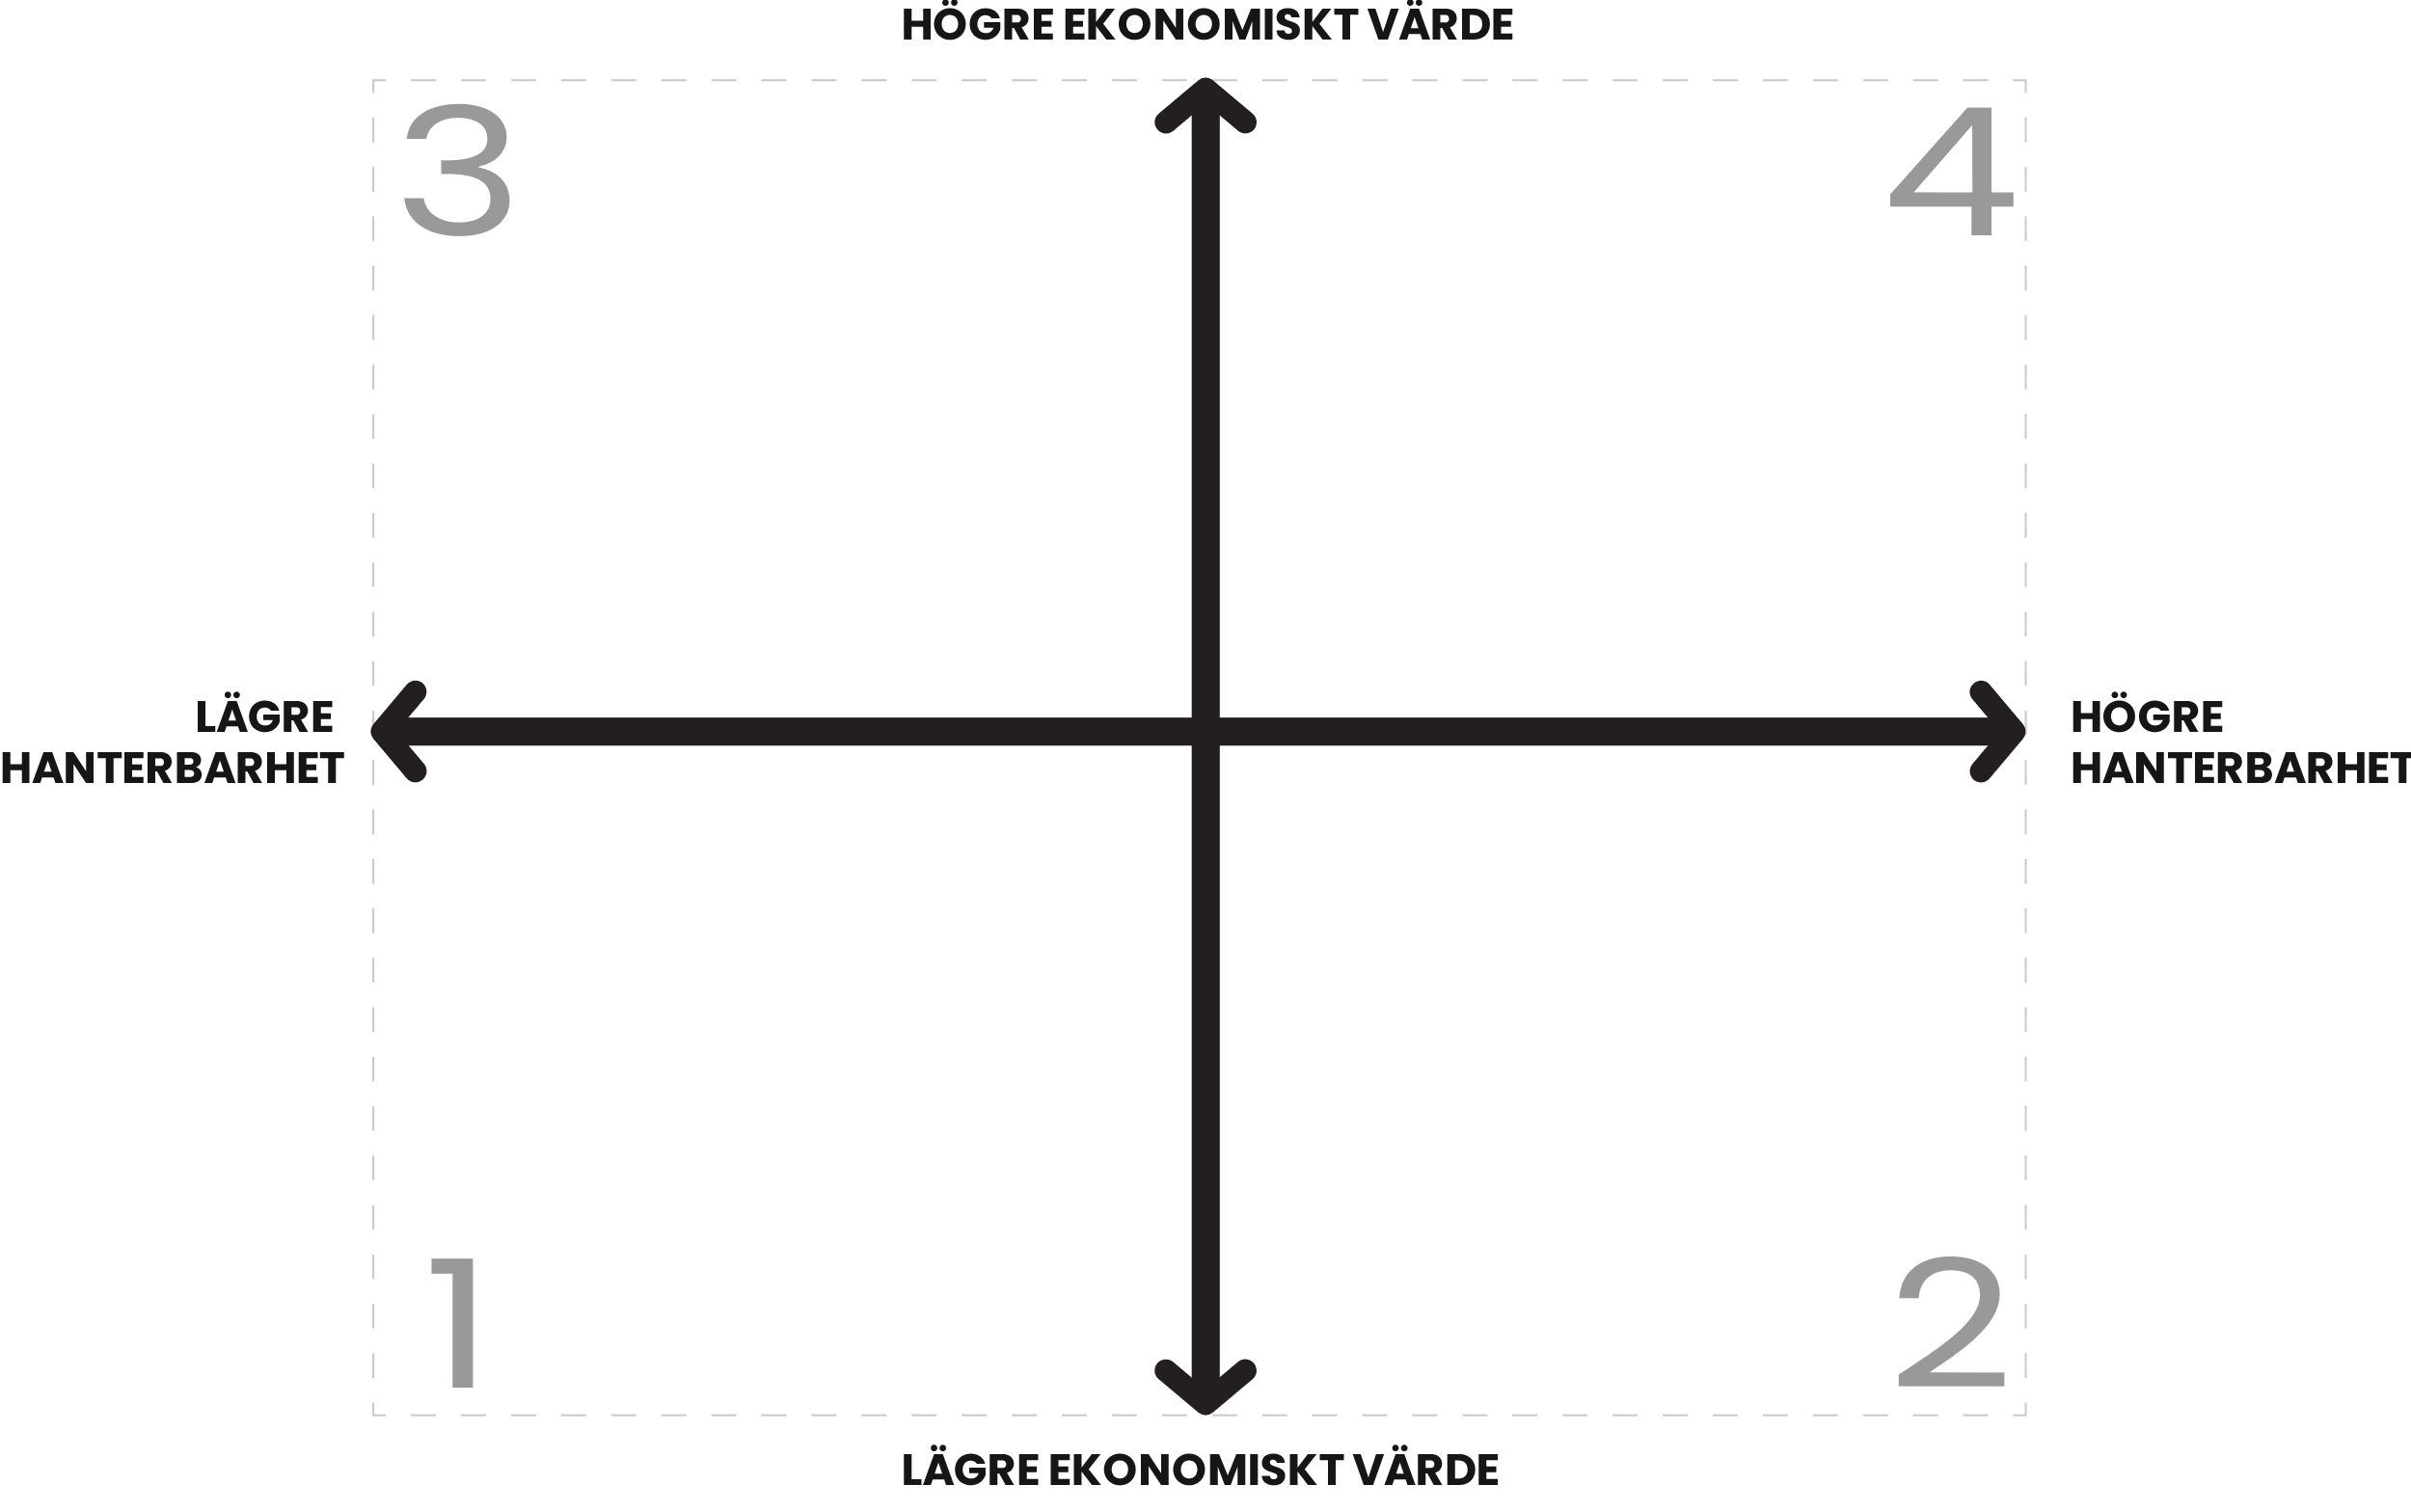 HÖGRE EKONOMISKT VÄRDE
3
4
LÄGRE
HANTERBARHET
HÖGRE
HANTERBARHET
1
2
LÄGRE EKONOMISKT VÄRDE